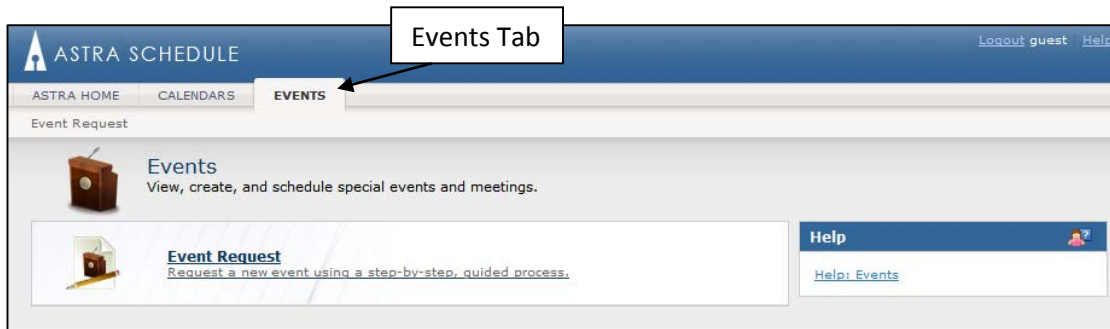 Events Tab
ASTRA SCHEDULE
Logout guest Help
ASTRA HOME CALENDARS EVENTS
Event Request
Events
View, create, and schedule special events and meetings.
Event Request
Request a new event using a step-by-step, guided process.
Help
Help: Events